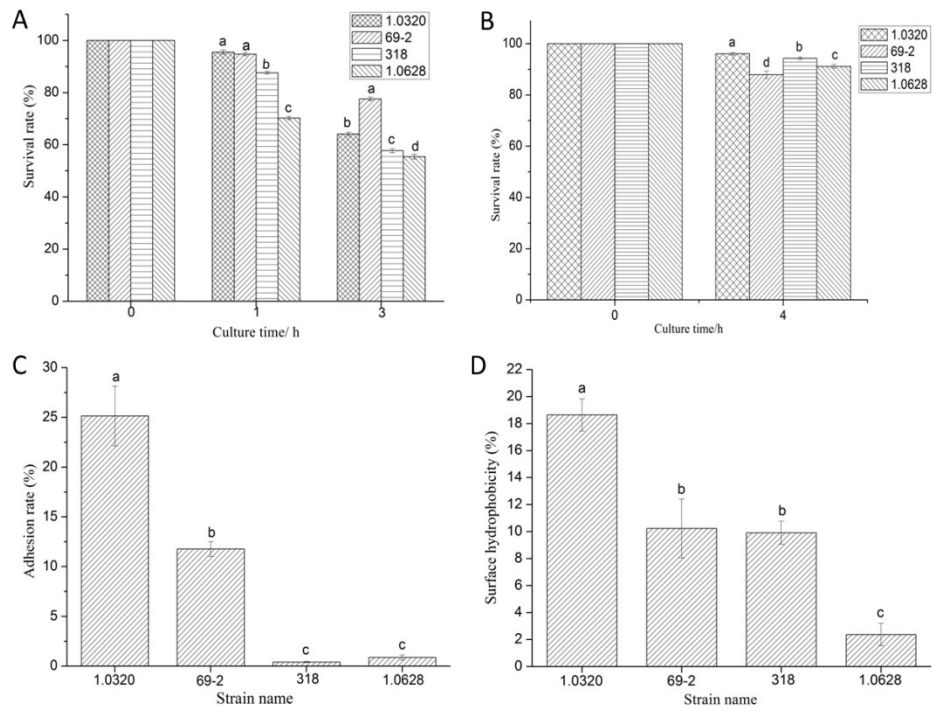 A
1.0320
69-2
318
1.0628
100
80
60
40
20
0
Survival rate (%)
a a
b
c
b
a
c
d
0 1 3
Culture time/ h
B
1.0320
69-2
318
1.0628
100
80
60
40
20
0
Survival rate (%)
a
d
b
c
0 4
Culture time/h
C
30
25
20
15
10
5
0
Adhesion rate (%)
a
b
c
c
1.0320 69-2 318 1.0628
Strain name
D
22
20
18
16
14
12
10
8
6
4
2
0
Surface hydrophobicity (%)
a
b
b
c
1.0320 69-2 318 1.0628
Strain name